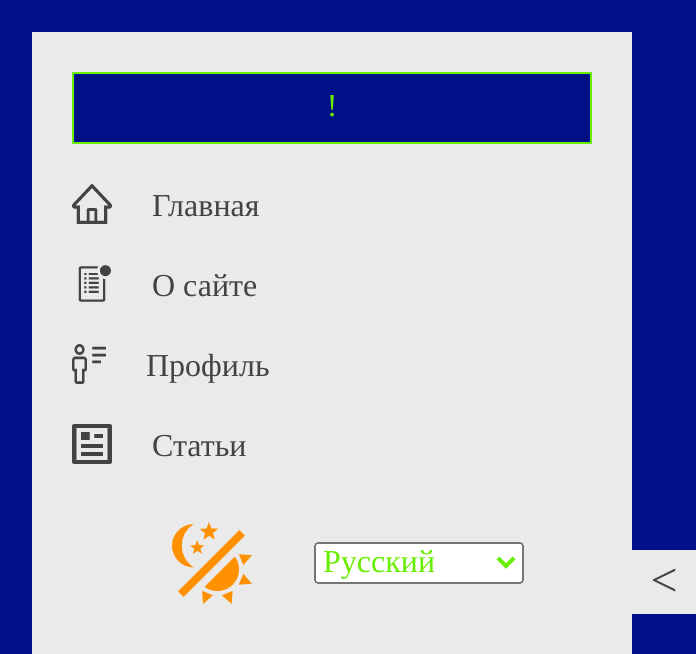 !
Главная
О сайте
Профиль
Статьи
Русский
<